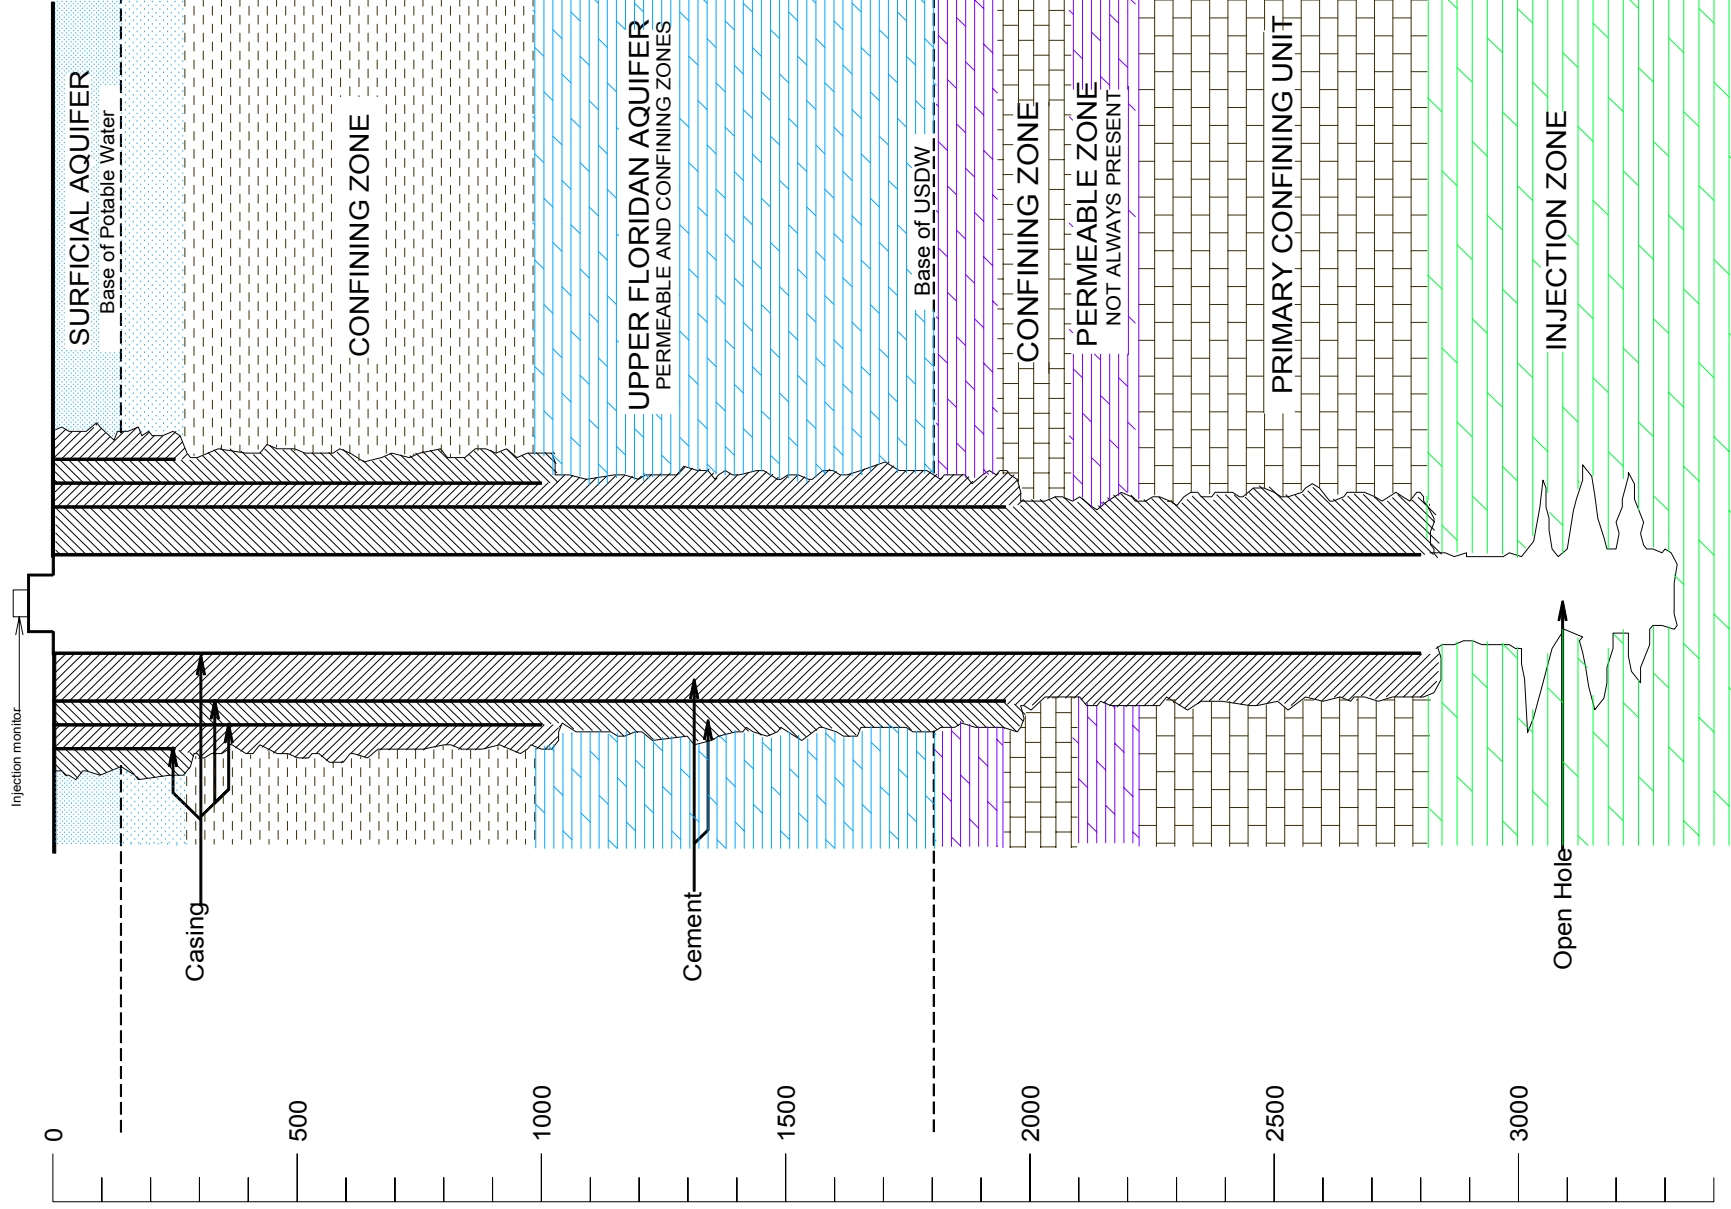 Injection monitor
SURFICIAL AQUIFER
Base of Potable Water
CONFINING ZONE
UPPER FLORIDAN AQUIFER
PERMEABLE AND CONFINING ZONES
Base of USDW
CONFINING ZONE
PERMEABLE ZONE
NOT ALWAYS PRESENT
PRIMARY CONFINING UNIT
INJECTION ZONE
Casing
Cement
Open Hole
0
500
1000
1500
2000
2500
3000